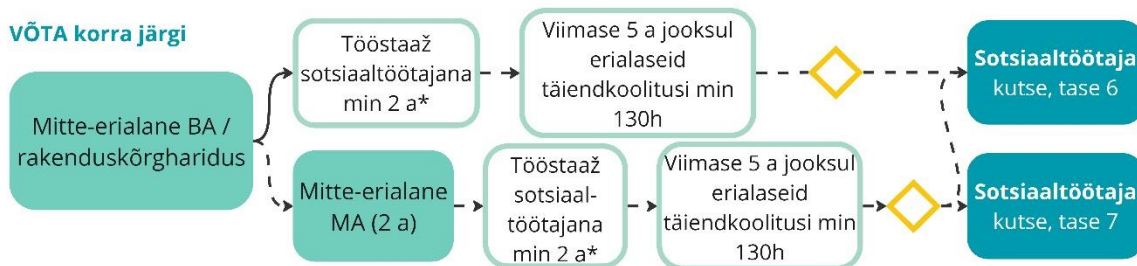 VÕTA korra järgi
Mitte-erialane BA /
rakenduskõrgharidus
Tööstaaž
sotsiaaltöötajana
min 2 a*
Viimase 5 a jooksul
erialaseid
täiendkoolitusi min
130h
Sotsiaaltöötaja
kutse, tase 6
Mitte-erialane
MA (2 a)
Tööstaaž
sotsiaal-
töötajana
min 2 a*
Viimase 5 a jooksul
erialaseid
täiendkoolitusi min
130h
Sotsiaaltöötaja
kutse, tase 7